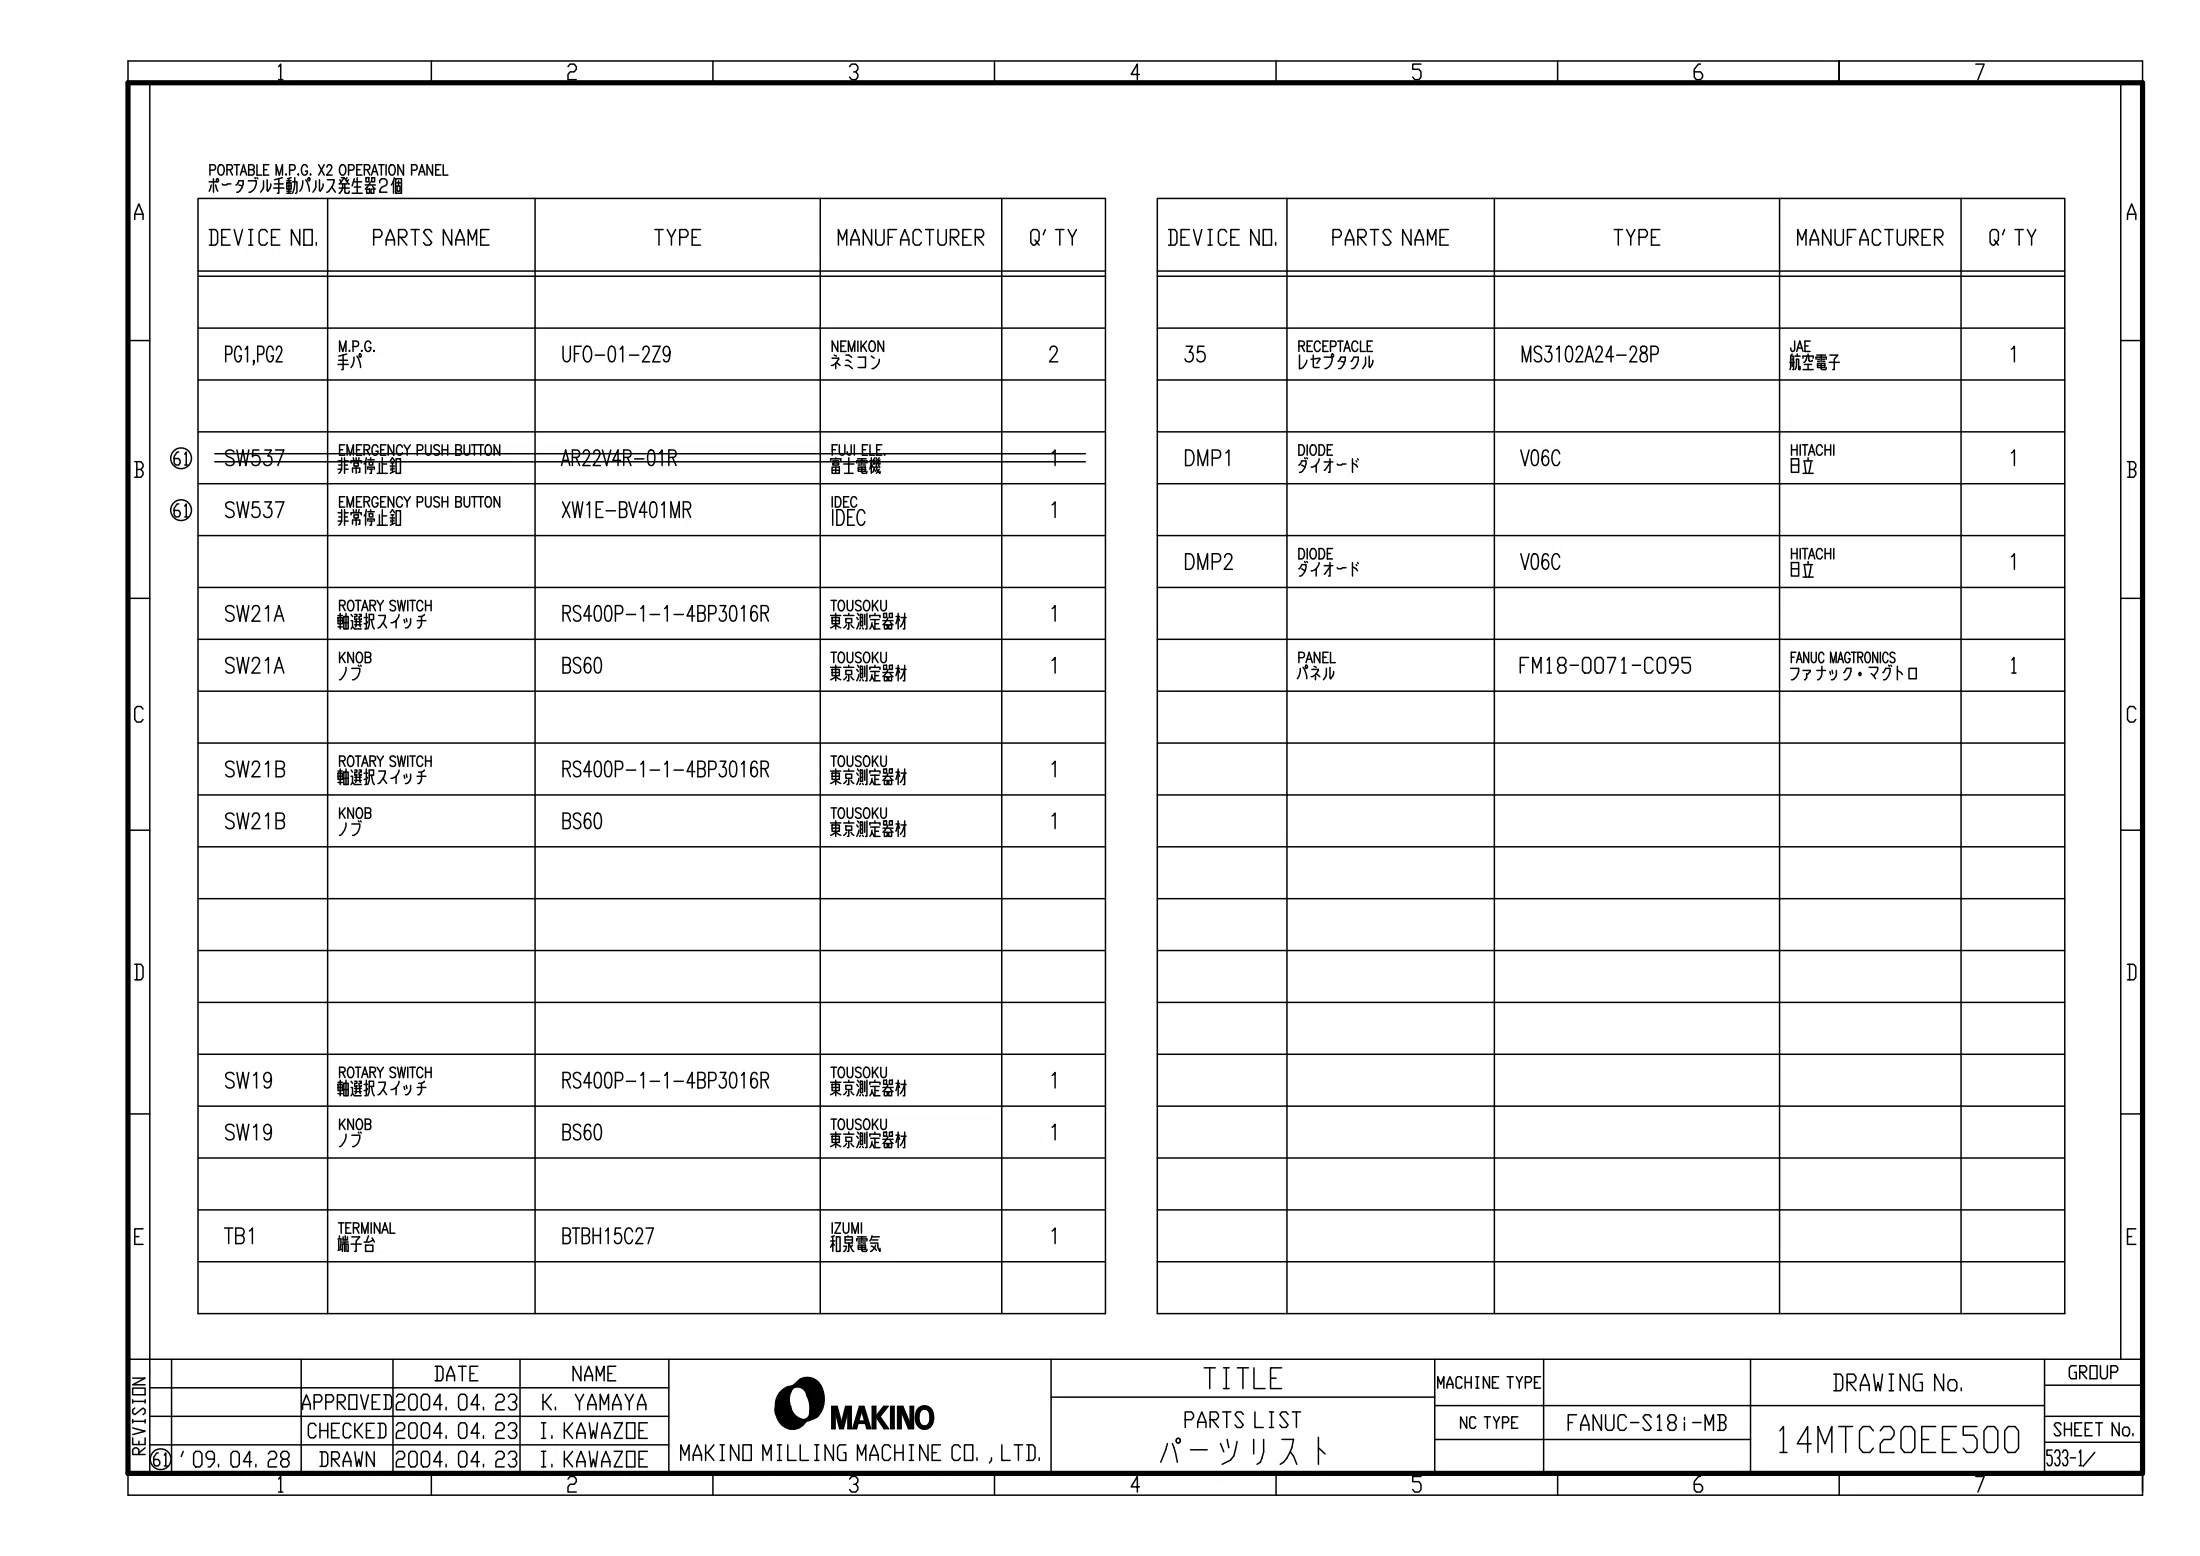 1 2 3 4 5 6 7
PORTABLE M.P.G. X2 OPERATION PANEL
ポータブル手動パルス発生器2個
A A
DEVICE NO. PARTS NAME TYPE MANUFACTURER Q'TY
PG1,PG2 M.P.G. UFO-01-2Z9 NEMIKON 2
手パ ネミコン
B
61 SW537 EMERGENCY PUSH BUTTON AR22V4R-01R FUJI ELE. 1
非常停止釦 富士電機
61 SW537 EMERGENCY PUSH BUTTON XW1E-BV401MR IDEC 1
非常停止釦 IDEC
SW21A ROTARY SWITCH RS400P-1-1-4BP3016R TOUSOKU 1
軸選択スイッチ 東京測定器材
SW21A KNOB BS60 TOUSOKU 1
ノブ 東京測定器材
C
SW21B ROTARY SWITCH RS400P-1-1-4BP3016R TOUSOKU 1
軸選択スイッチ 東京測定器材
SW21B KNOB BS60 TOUSOKU 1
ノブ 東京測定器材
D
SW19 ROTARY SWITCH RS400P-1-1-4BP3016R TOUSOKU 1
軸選択スイッチ 東京測定器材
SW19 KNOB BS60 TOUSOKU 1
ノブ 東京測定器材
E
TB1 TERMINAL BTBH15C27 IZUMI 1
端子台 和泉電気
DEVICE NO. PARTS NAME TYPE MANUFACTURER Q'TY
35 RECEPTACLE MS3102A24-28P JAE 1
レセプタクル 航空電子
B
DMP1 DIODE V06C HITACHI 1
ダイオード 日立
DMP2 DIODE V06C HITACHI 1
ダイオード 日立
PANEL FM18-0071-C095 FANUC MAGTRONICS 1
パネル ファナック・マグトロ
C
D
E
REVISION
DATE NAME
APPROVED 2004.04.23 K. YAMAYA
CHECKED 2004.04.23 I. KAWAZOE
61 '09.04.28 DRAWN 2004.04.23 I. KAWAZOE
MAKINO
MAKINO MILLING MACHINE CO.,LTD.
TITLE
PARTS LIST
パーツリスト
MACHINE TYPE
NC TYPE FANUC-S18i-MB
DRAWING No.
14MTC20EE500
GROUP
SHEET No.
533-1/
1 2 3 4 5 6 7